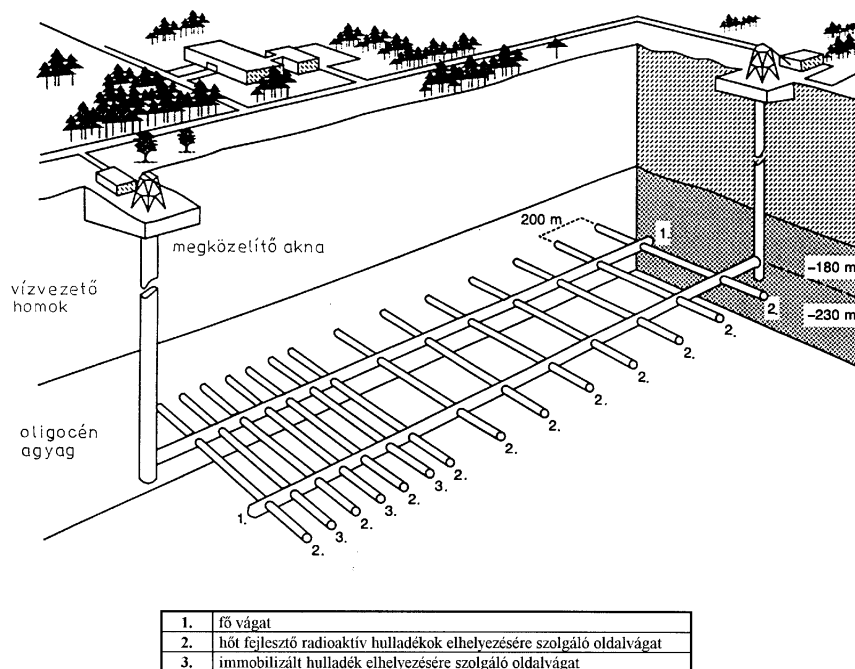 200 m
1.
megközelítő akna
-180 m
vízvezető
homok
-230 m
2.
2.
2.
2.
2.
2.
2.
oligocén
agyag
2.
3.
2.
3.
2.
3.
2.
1.
1. fő vágat
2. hőt fejlesztő radioaktív hulladékok elhelyezésére szolgáló oldalvágat
3. immobilizált hulladék elhelyezésére szolgáló oldalvágat